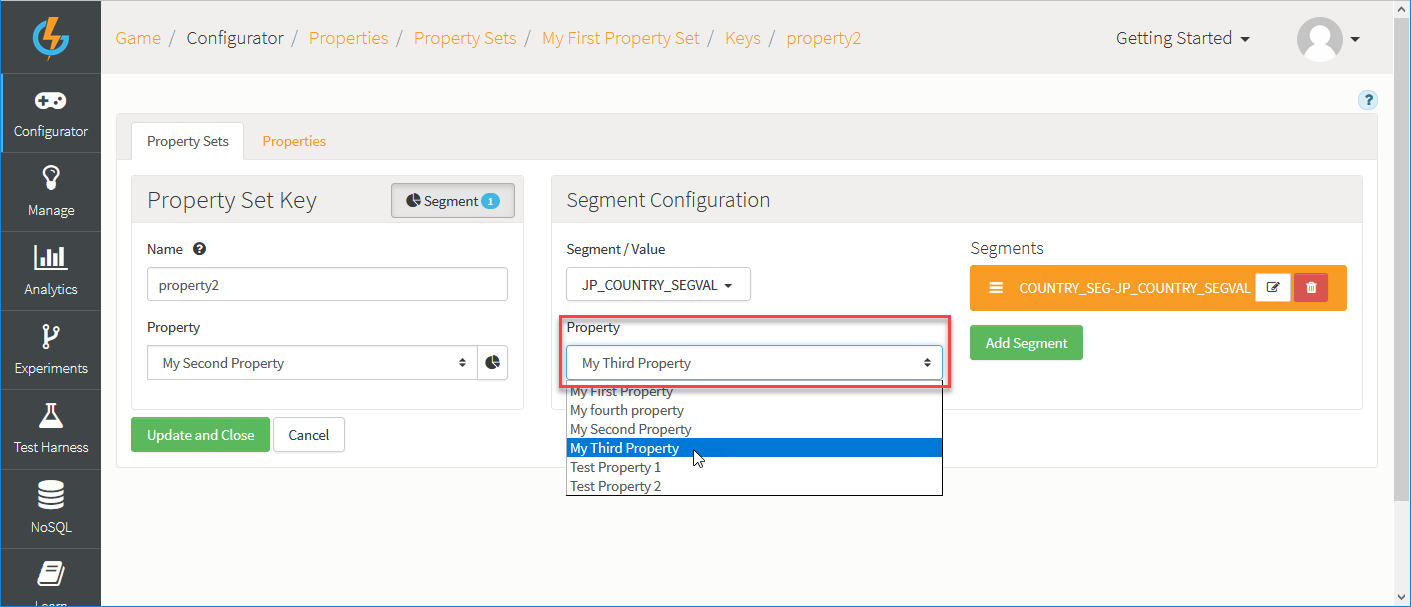 Game / Configurator / Properties / Property Sets / My First Property Set / Keys / property2
Getting Started
?
Configurator
Manage
Analytics
Experiments
Test Harness
NoSQL
Learn
Property Sets
Properties
Property Set Key
Segment 1
Name ?
property2
Property
My Second Property
Update and Close
Cancel
Segment Configuration
Segment / Value
JP_COUNTRY_SEGVAL
Property
My Third Property
My First Property
My fourth property
My Second Property
My Third Property
Test Property 1
Test Property 2
Segments
COUNTRY_SEG-JP_COUNTRY_SEGVAL
Add Segment